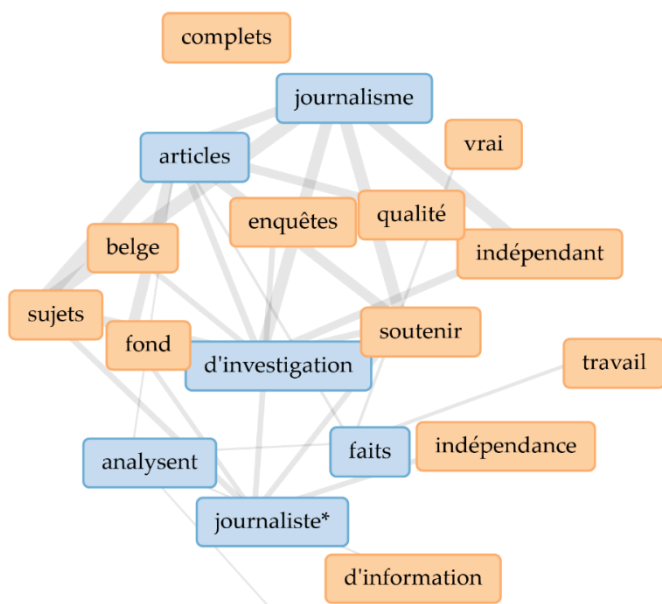 complets
journalisme
vrai
articles
enquêtes
qualité
belge
indépendant
sujets
fond
d'investigation
soutenir
travail
analysent
faits
indépendance
journaliste*
d'information